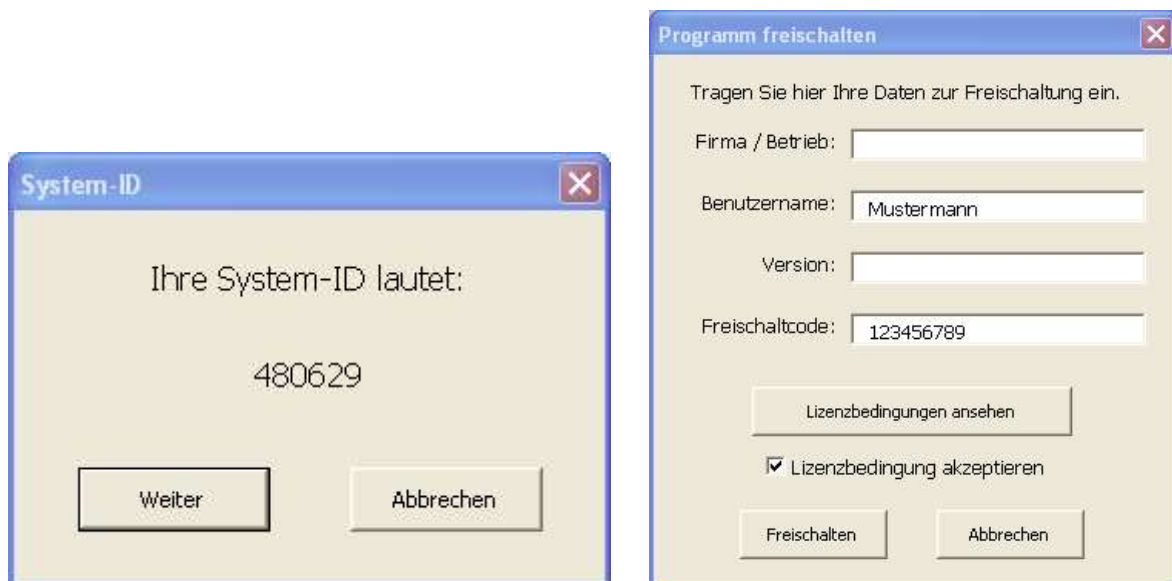 System-ID
Ihre System-ID lautet:
480629
Weiter
Abbrechen
Programm freischalten
Tragen Sie hier Ihre Daten zur Freischaltung ein.
Firma / Betrieb:
Benutzername: Mustermann
Version:
Freischaltcode: 123456789
Lizenzbedingungen ansehen
Lizenzbedingung akzeptieren
Freischalten
Abbrechen